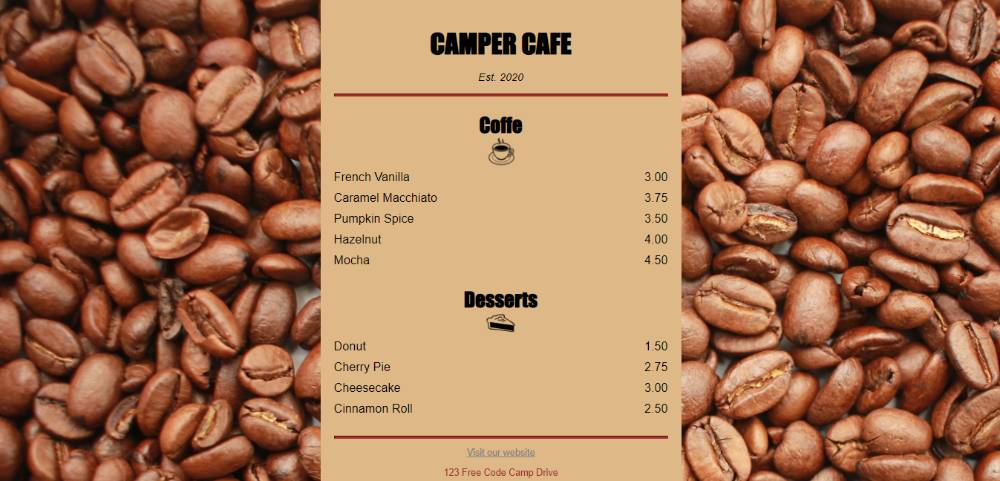 CAMPER CAFE
Est. 2020
Coffe
French Vanilla 3.00
Caramel Macchiato 3.75
Pumpkin Spice 3.50
Hazelnut 4.00
Mocha 4.50
Desserts
Donut 1.50
Cherry Pie 2.75
Cheesecake 3.00
Cinnamon Roll 2.50
Visit our website
123 Free Code Camp Drive